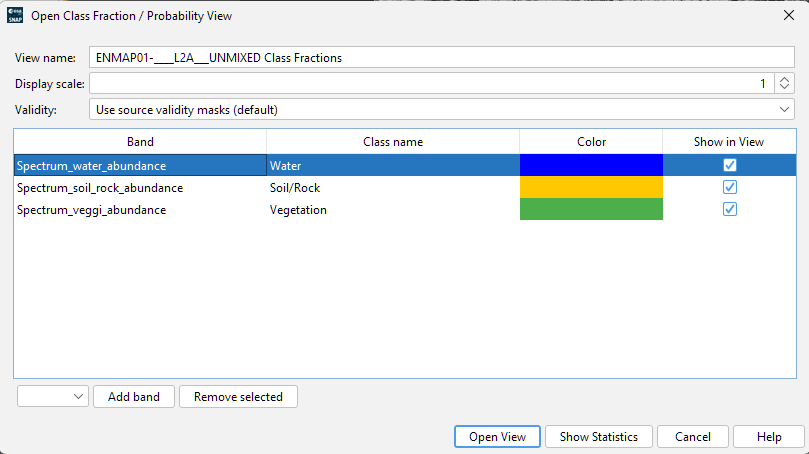 esa
SNAP
Open Class Fraction / Probability View
View name: ENMAP01-____L2A___UNMIXED Class Fractions
Display scale: 1
Validity: Use source validity masks (default)
Band Class name Color Show in View
Spectrum_water_abundance Water
Spectrum_soil_rock_abundance Soil/Rock
Spectrum_veggi_abundance Vegetation
Add band Remove selected
Open View Show Statistics Cancel Help